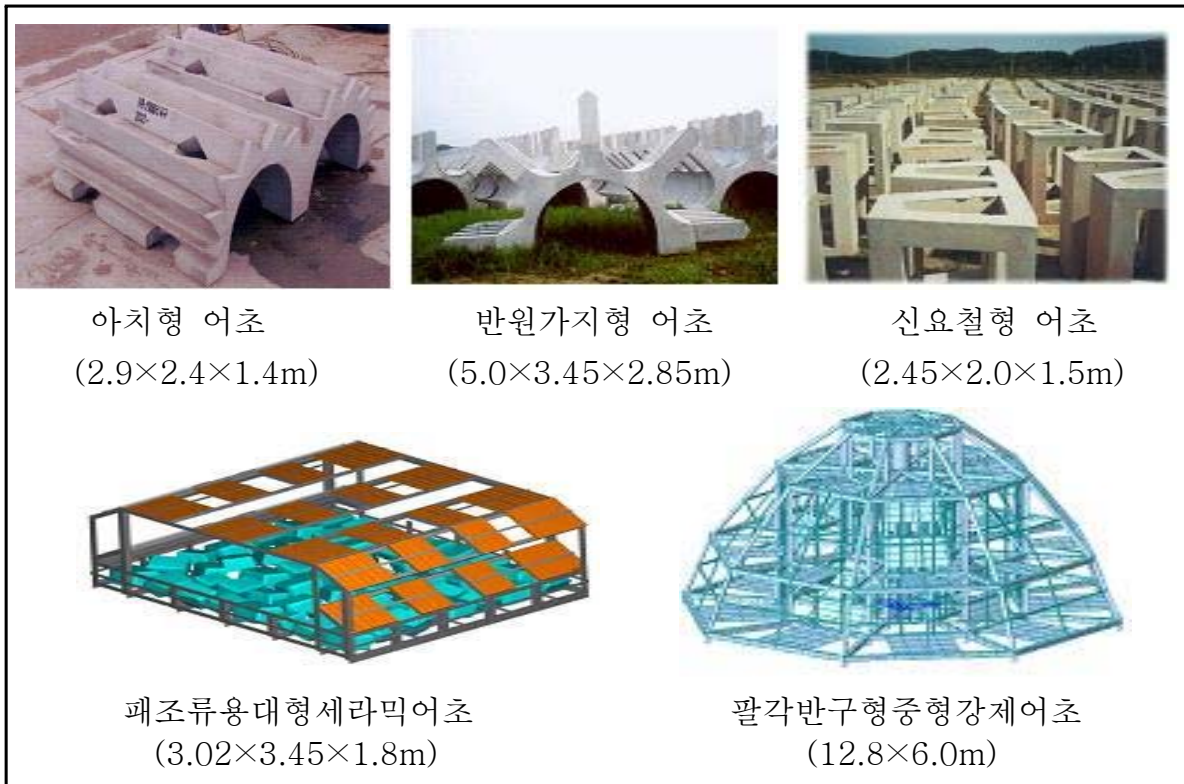 아치형 어초
(2.9×2.4×1.4m)
반원가지형 어초
(5.0×3.45×2.85m)
신요철형 어초
(2.45×2.0×1.5m)
패조류용대형세라믹어초
(3.02×3.45×1.8m)
팔각반구형중형강제어초
(12.8×6.0m)